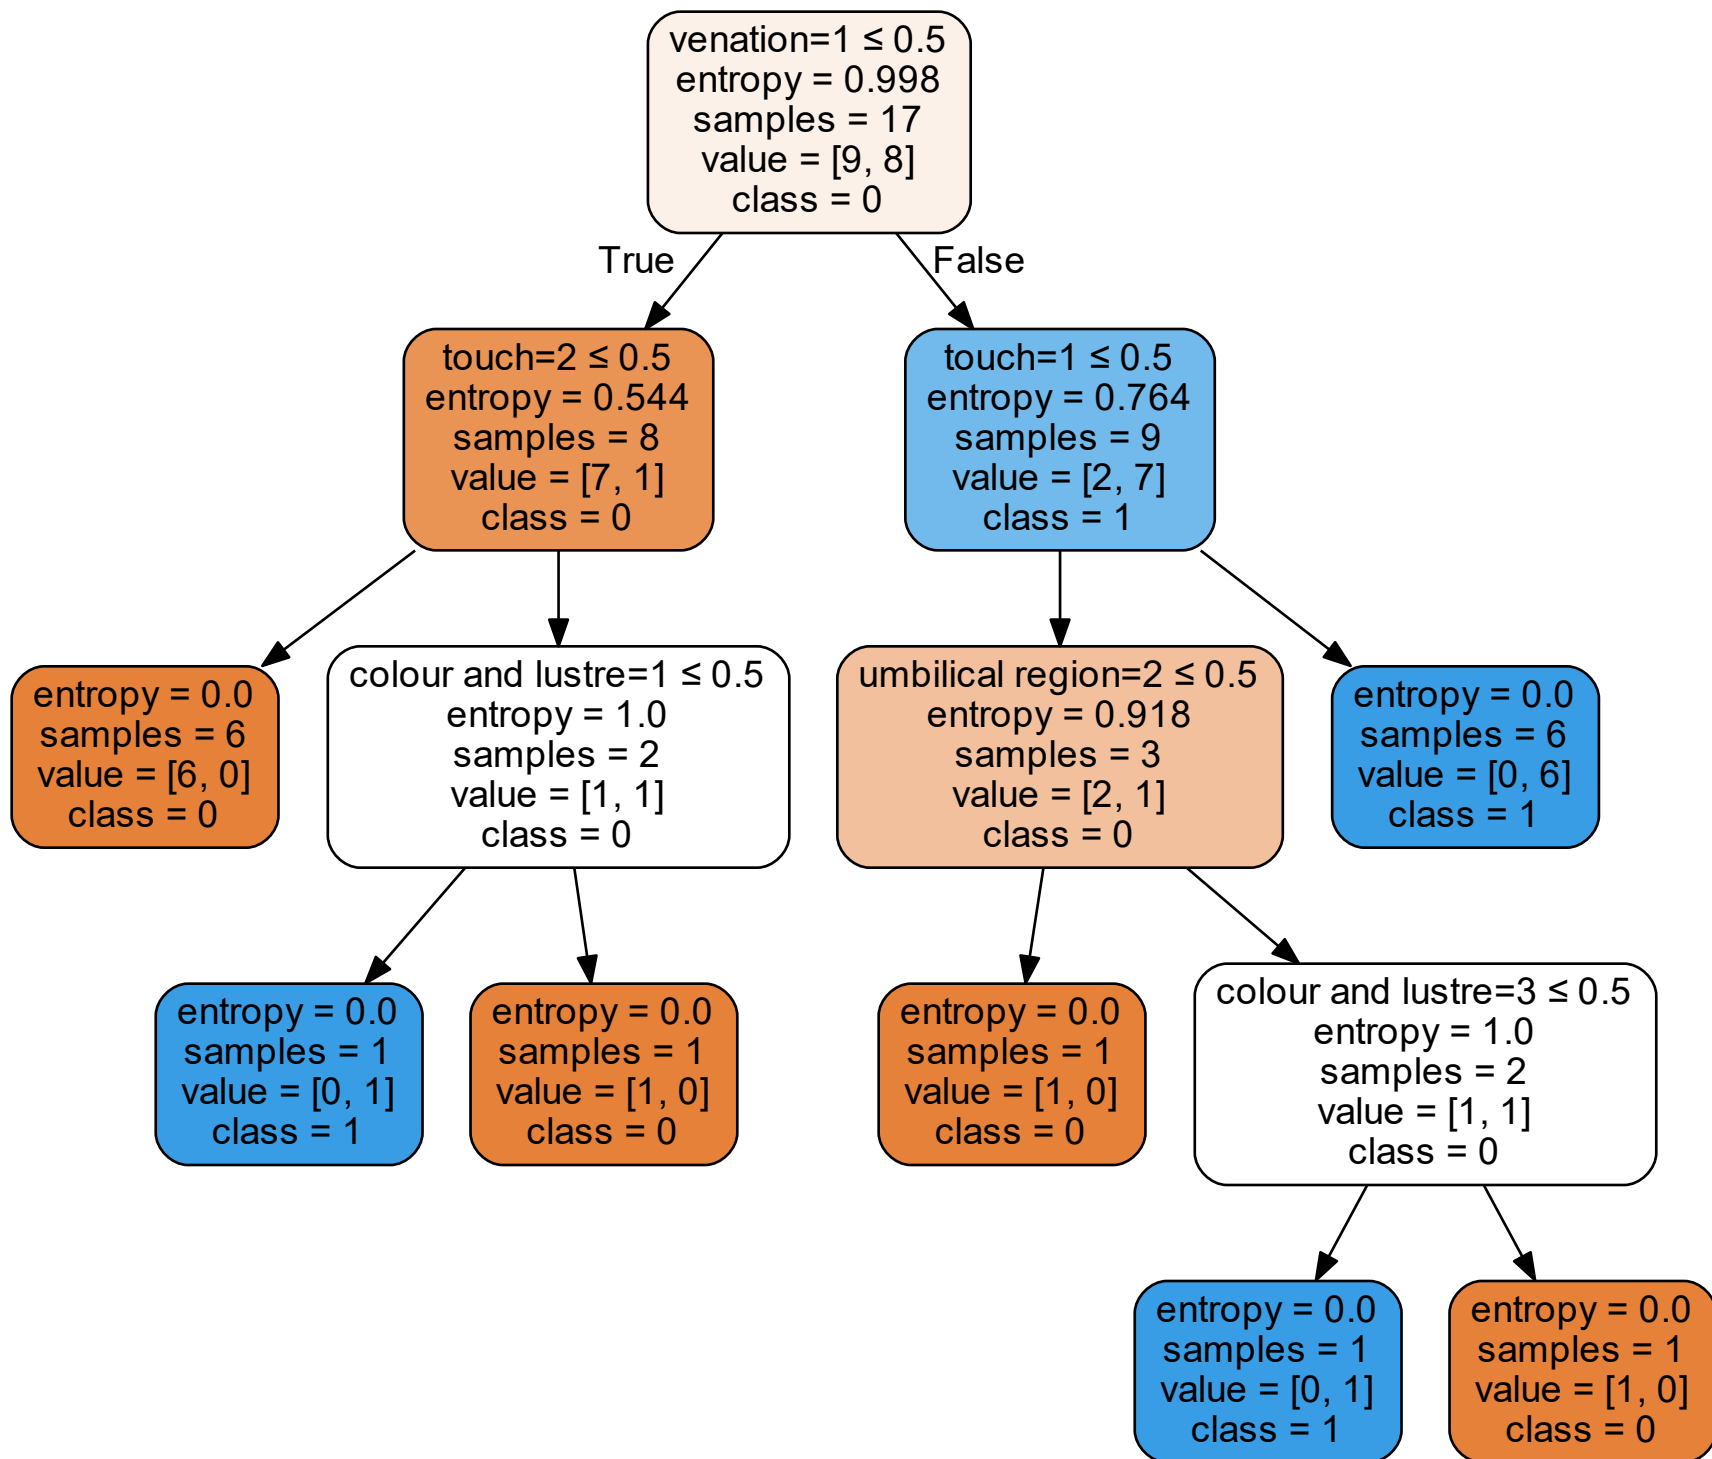 venation=1 ≤ 0.5
entropy = 0.998
samples = 17
value = [9, 8]
class = 0
True
False
touch=2 ≤ 0.5
entropy = 0.544
samples = 8
value = [7, 1]
class = 0
touch=1 ≤ 0.5
entropy = 0.764
samples = 9
value = [2, 7]
class = 1
entropy = 0.0
samples = 6
value = [6, 0]
class = 0
colour and lustre=1 ≤ 0.5
entropy = 1.0
samples = 2
value = [1, 1]
class = 0
umbilical region=2 ≤ 0.5
entropy = 0.918
samples = 3
value = [2, 1]
class = 0
entropy = 0.0
samples = 6
value = [0, 6]
class = 1
entropy = 0.0
samples = 1
value = [0, 1]
class = 1
entropy = 0.0
samples = 1
value = [1, 0]
class = 0
entropy = 0.0
samples = 1
value = [1, 0]
class = 0
colour and lustre=3 ≤ 0.5
entropy = 1.0
samples = 2
value = [1, 1]
class = 0
entropy = 0.0
samples = 1
value = [0, 1]
class = 1
entropy = 0.0
samples = 1
value = [1, 0]
class = 0